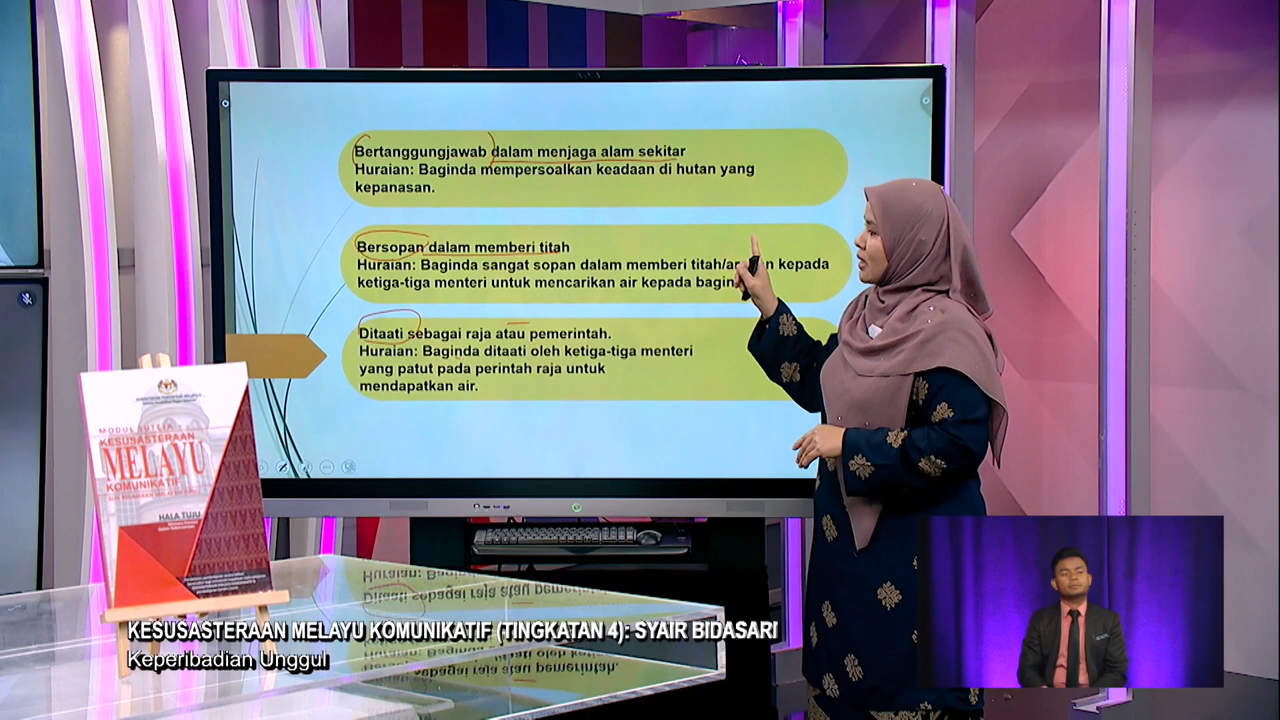 Bertanggungjawab dalam menjaga alam sekitar
Huraian: Baginda mempersoalkan keadaan di hutan yang
kepanasan.
Bersopan dalam memberi titah
Huraian: Baginda sangat sopan dalam memberi titah/ kepada
ketiga-tiga menteri untuk mencarikan air kepada
Ditaati sebagai raja atau pemerintah.
Huraian: Baginda ditaati oleh ketiga-tiga menteri
yang patut pada perintah raja untuk
mendapatkan air.
KESUSASTERAAN
MELAYU
KOMUNIKATIF
HALA TUJU
KESUSASTERAAN MELAYU KOMUNIKATIF (TINGKATAN 4): SYAIR BIDASARI
Keperibadian Unggul